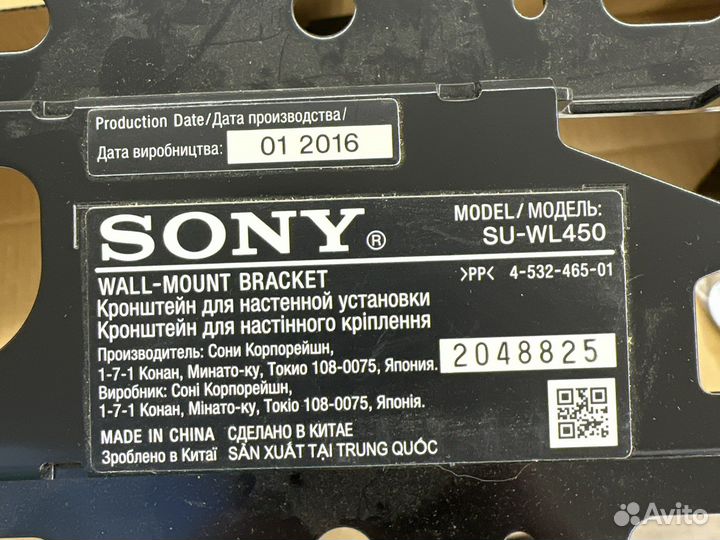 Production Date/Дата производства/
Дата виробництва: 01 2016
SONY®
MODEL/МОДЕЛЬ:
SU-WL450
WALL-MOUNT BRACKET
>PP< 4-532-465-01
Кронштейн для настенной установки
Кронштейн для настінного кріплення
Производитель: Сони Корпорейшн,
1-7-1 Конан, Минато-ку, Токио 108-0075, Япония.
2048825
Виробник: Соні Корпорейшн,
1-7-1 Конан, Мінато-ку, Токіо 108-0075, Японія.
MADE IN CHINA СДЕЛАНО В КИТАЕ
Зроблено в Китаї SẢN XUẤT TẠI TRUNG QUỐC
Avito